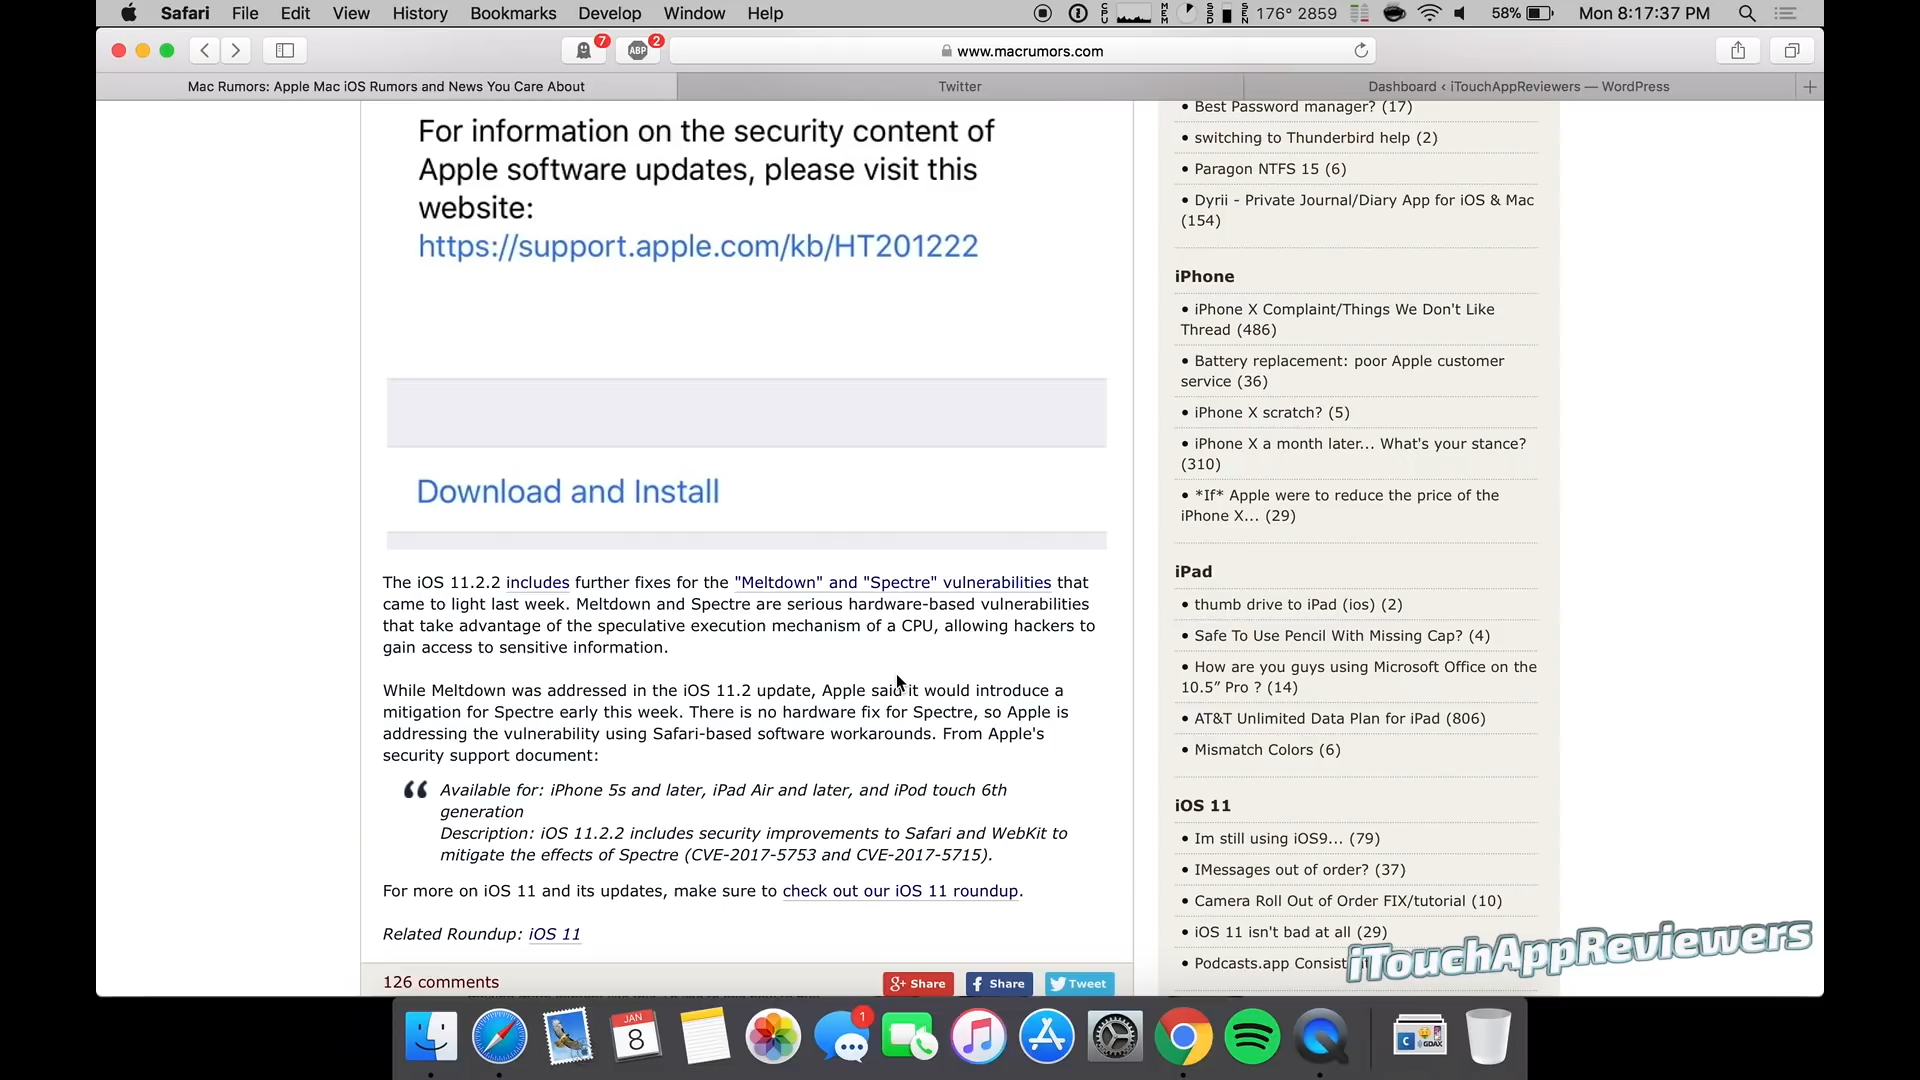 Safari File Edit View History Bookmarks Develop Window Help
CPU MEM SSD SEN 176° 2859 58% Mon 8:17:37 PM
7 ABP 2 www.macrumors.com
Mac Rumors: Apple Mac iOS Rumors and News You Care About
Twitter
Dashboard ‹ iTouchAppReviewers — WordPress
For information on the security content of
Apple software updates, please visit this
website:
https://support.apple.com/kb/HT201222
Download and Install
The iOS 11.2.2 includes further fixes for the "Meltdown" and "Spectre" vulnerabilities that
came to light last week. Meltdown and Spectre are serious hardware-based vulnerabilities
that take advantage of the speculative execution mechanism of a CPU, allowing hackers to
gain access to sensitive information.
While Meltdown was addressed in the iOS 11.2 update, Apple said it would introduce a
mitigation for Spectre early this week. There is no hardware fix for Spectre, so Apple is
addressing the vulnerability using Safari-based software workarounds. From Apple's
security support document:
Available for: iPhone 5s and later, iPad Air and later, and iPod touch 6th
generation
Description: iOS 11.2.2 includes security improvements to Safari and WebKit to
mitigate the effects of Spectre (CVE-2017-5753 and CVE-2017-5715).
For more on iOS 11 and its updates, make sure to check out our iOS 11 roundup.
Related Roundup: iOS 11
126 comments
g+ Share
f Share
Tweet
• Best Password manager? (17)
• switching to Thunderbird help (2)
• Paragon NTFS 15 (6)
• Dyrii - Private Journal/Diary App for iOS & Mac
(154)
iPhone
• iPhone X Complaint/Things We Don't Like
Thread (486)
• Battery replacement: poor Apple customer
service (36)
• iPhone X scratch? (5)
• iPhone X a month later... What's your stance?
(310)
• *If* Apple were to reduce the price of the
iPhone X... (29)
iPad
• thumb drive to iPad (ios) (2)
• Safe To Use Pencil With Missing Cap? (4)
• How are you guys using Microsoft Office on the
10.5” Pro ? (14)
• AT&T Unlimited Data Plan for iPad (806)
• Mismatch Colors (6)
iOS 11
• Im still using iOS9... (79)
• IMessages out of order? (37)
• Camera Roll Out of Order FIX/tutorial (10)
• iOS 11 isn't bad at all (29)
• Podcasts.app
iTouchAppReviewers
JAN
8
1
C GDAX